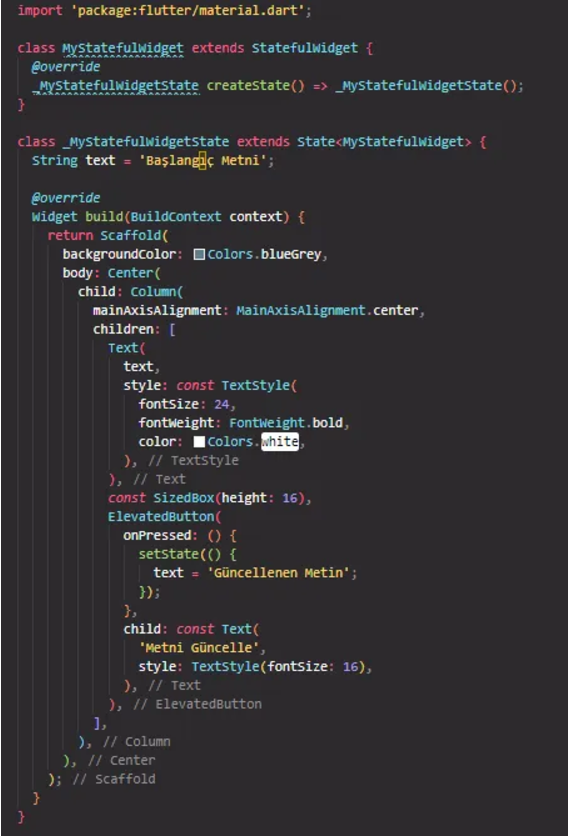 import 'package:flutter/material.dart';

class MyStatefulWidget extends StatefulWidget {
  @override
  _MyStatefulWidgetState createState() => _MyStatefulWidgetState();
}

class _MyStatefulWidgetState extends State<MyStatefulWidget> {
  String text = 'Başlangıç Metni';

  @override
  Widget build(BuildContext context) {
    return Scaffold(
      backgroundColor: Colors.blueGrey,
      body: Center(
        child: Column(
          mainAxisAlignment: MainAxisAlignment.center,
          children: [
            Text(
              text,
              style: const TextStyle(
                fontSize: 24,
                fontWeight: FontWeight.bold,
                color: Colors.white,
              ), // TextStyle
            ), // Text
            const SizedBox(height: 16),
            ElevatedButton(
              onPressed: () {
                setState(() {
                  text = 'Güncellenen Metin';
                });
              },
              child: const Text(
                'Metni Güncelle',
                style: TextStyle(fontSize: 16),
              ), // Text
            ), // ElevatedButton
          ],
        ), // Column
      ), // Center
    ); // Scaffold
  }
}